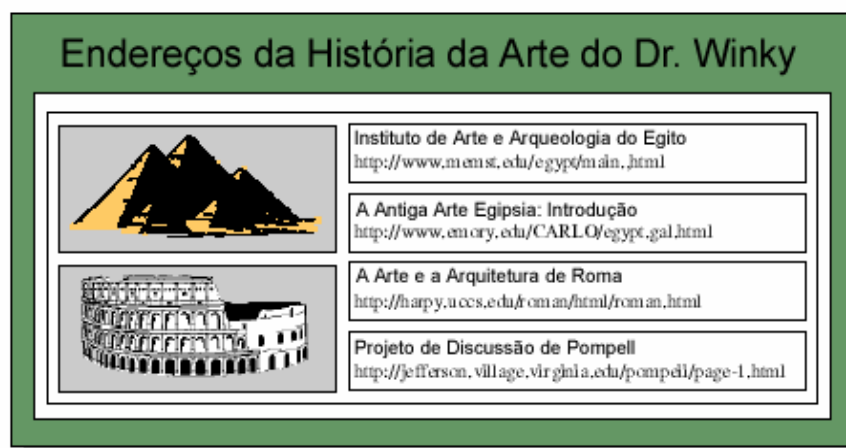 Endereços da História da Arte do Dr. Winky
Instituto de Arte e Arqueologia do Egito
http://www.memst.edu/egypt/main.,html
A Antiga Arte Egipsia: Introdução
http://www.emory.edu/CARLO/egypt.gal.html
A Arte e a Arquitetura de Roma
http://harpy.uccs.edu/roman/html/roman.html
Projeto de Discussão de Pompell
http://jefferson.village.virginia.edu/pompeii/page-1.html